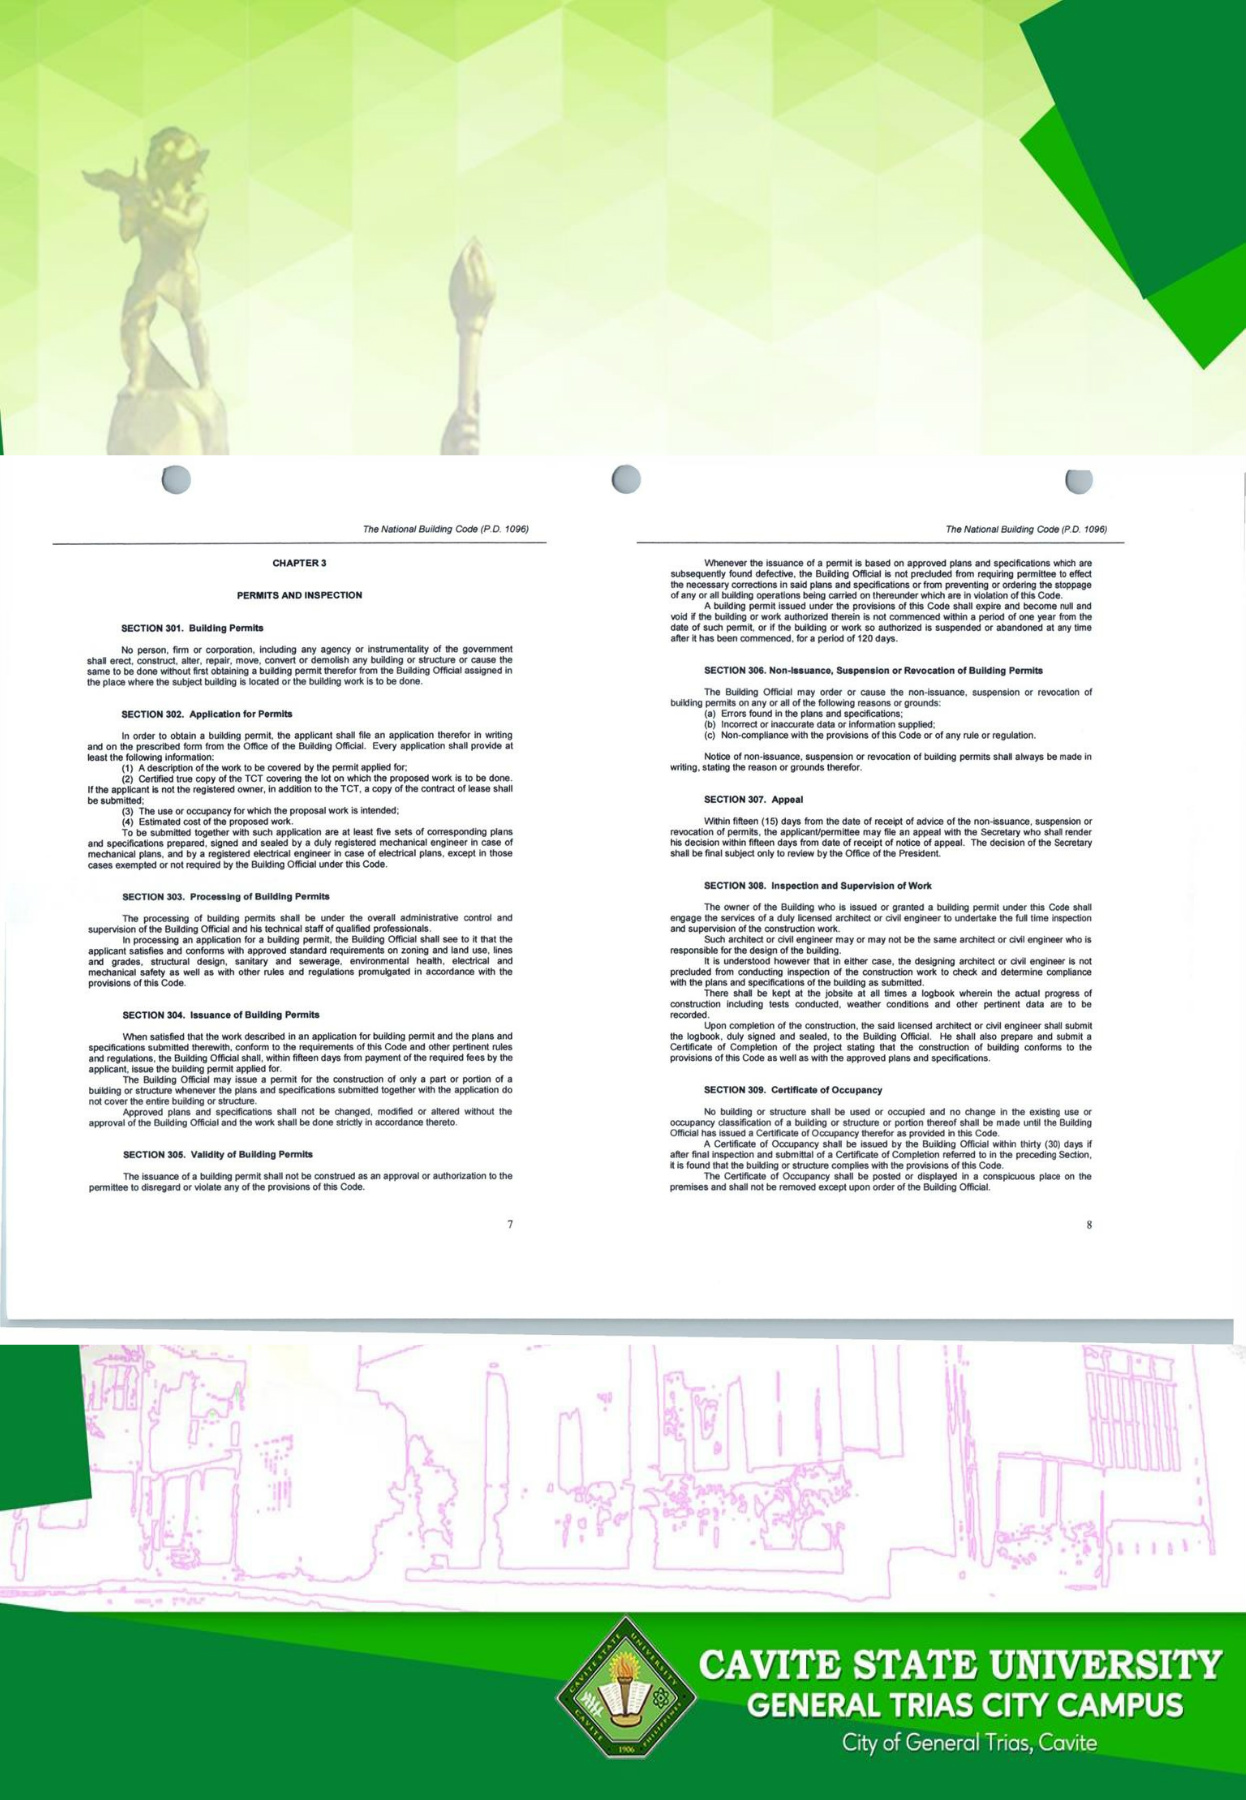 The National Building Code (P.D. 1096)
CHAPTER 3
PERMITS AND INSPECTION
SECTION 301. Building Permits
No person, firm or corporation, including any agency or instrumentality of the government
shall erect, construct, alter, repair, move, convert or demolish any building or structure or cause the
same to be done without first obtaining a building permit therefor from the Building Official assigned in
the place where the subject building is located or the building work is to be done.
SECTION 302. Application for Permits
In order to obtain a building permit, the applicant shall file an application therefor in writing
and on the prescribed form from the Office of the Building Official. Every application shall provide at
least the following information:
(1) A description of the work to be covered by the permit applied for;
(2) Certified true copy of the TCT covering the lot on which the proposed work is to be done.
If the applicant is not the registered owner, in addition to the TCT, a copy of the contract of lease shall
be submitted;
(3) The use or occupancy for which the proposal work is intended;
(4) Estimated cost of the proposed work.
To be submitted together with such application are at least five sets of corresponding plans
and specifications prepared, signed and sealed by a duly registered mechanical engineer in case of
mechanical plans, and by a registered electrical engineer in case of electrical plans, except in those
cases exempted or not required by the Building Official under this Code.
SECTION 303. Processing of Building Permits
The processing of building permits shall be under the overall administrative control and
supervision of the Building Official and his technical staff of qualified professionals.
In processing an application for a building permit, the Building Official shall see to it that the
applicant satisfies and conforms with approved standard requirements on zoning and land use, lines
and grades, structural design, sanitary and sewerage, environmental health, electrical and
mechanical safety as well as with other rules and regulations promulgated in accordance with the
provisions of this Code.
SECTION 304. Issuance of Building Permits
When satisfied that the work described in an application for building permit and the plans and
specifications submitted therewith, conform to the requirements of this Code and other pertinent rules
and regulations, the Building Official shall, within fifteen days from payment of the required fees by the
applicant, issue the building permit applied for.
The Building Official may issue a permit for the construction of only a part or portion of a
building or structure whenever the plans and specifications submitted together with the application do
not cover the entire building or structure.
Approved plans and specifications shall not be changed, modified or altered without the
approval of the Building Official and the work shall be done strictly in accordance thereto.
SECTION 305. Validity of Building Permits
The issuance of a building permit shall not be construed as an approval or authorization to the
permittee to disregard or violate any of the provisions of this Code.
7
The National Building Code (P.D. 1096)
Whenever the issuance of a permit is based on approved plans and specifications which are
subsequently found defective, the Building Official is not precluded from requiring permittee to effect
the necessary corrections in said plans and specifications or from preventing or ordering the stoppage
of any or all building operations being carried on thereunder which are in violation of this Code.
A building permit issued under the provisions of this Code shall expire and become null and
void if the building or work authorized therein is not commenced within a period of one year from the
date of such permit, or if the building or work so authorized is suspended or abandoned at any time
after it has been commenced, for a period of 120 days.
SECTION 306. Non-Issuance, Suspension or Revocation of Building Permits
The Building Official may order or cause the non-issuance, suspension or revocation of
building permits on any or all of the following reasons or grounds:
(a) Errors found in the plans and specifications;
(b) Incorrect or inaccurate data or information supplied;
(c) Non-compliance with the provisions of this Code or of any rule or regulation.
Notice of non-issuance, suspension or revocation of building permits shall always be made in
writing, stating the reason or grounds therefor.
SECTION 307. Appeal
Within fifteen (15) days from the date of receipt of advice of the non-issuance, suspension or
revocation of permits, the applicant/permittee may file an appeal with the Secretary who shall render
his decision within fifteen days from date of receipt of notice of appeal. The decision of the Secretary
shall be final subject only to review by the Office of the President.
SECTION 308. Inspection and Supervision of Work
The owner of the Building who is issued or granted a building permit under this Code shall
engage the services of a duly licensed architect or civil engineer to undertake the full time inspection
and supervision of the construction work.
Such architect or civil engineer may or may not be the same architect or civil engineer who is
responsible for the design of the building.
It is understood however that in either case, the designing architect or civil engineer is not
precluded from conducting inspection of the construction work to check and determine compliance
with the plans and specifications of the building as submitted.
There shall be kept at the jobsite at all times a logbook wherein the actual progress of
construction including tests conducted, weather conditions and other pertinent data are to be
recorded.
Upon completion of the construction, the said licensed architect or civil engineer shall submit
the logbook, duly signed and sealed, to the Building Official. He shall also prepare and submit a
Certificate of Completion of the project stating that the construction of building conforms to the
provisions of this Code as well as with the approved plans and specifications.
SECTION 309. Certificate of Occupancy
No building or structure shall be used or occupied and no change in the existing use or
occupancy classification of a building or structure or portion thereof shall be made until the Building
Official has issued a Certificate of Occupancy therefor as provided in this Code.
A Certificate of Occupancy shall be issued by the Building Official within thirty (30) days if
after final inspection and submittal of a Certificate of Completion referred to in the preceding Section,
it is found that the building or structure complies with the provisions of this Code.
The Certificate of Occupancy shall be posted or displayed in a conspicuous place on the
premises and shall not be removed except upon order of the Building Official.
8
CAVITE STATE UNIVERSITY
CAVITE PHILIPPINES
1906
CAVITE STATE UNIVERSITY
GENERAL TRIAS CITY CAMPUS
City of General Trias, Cavite